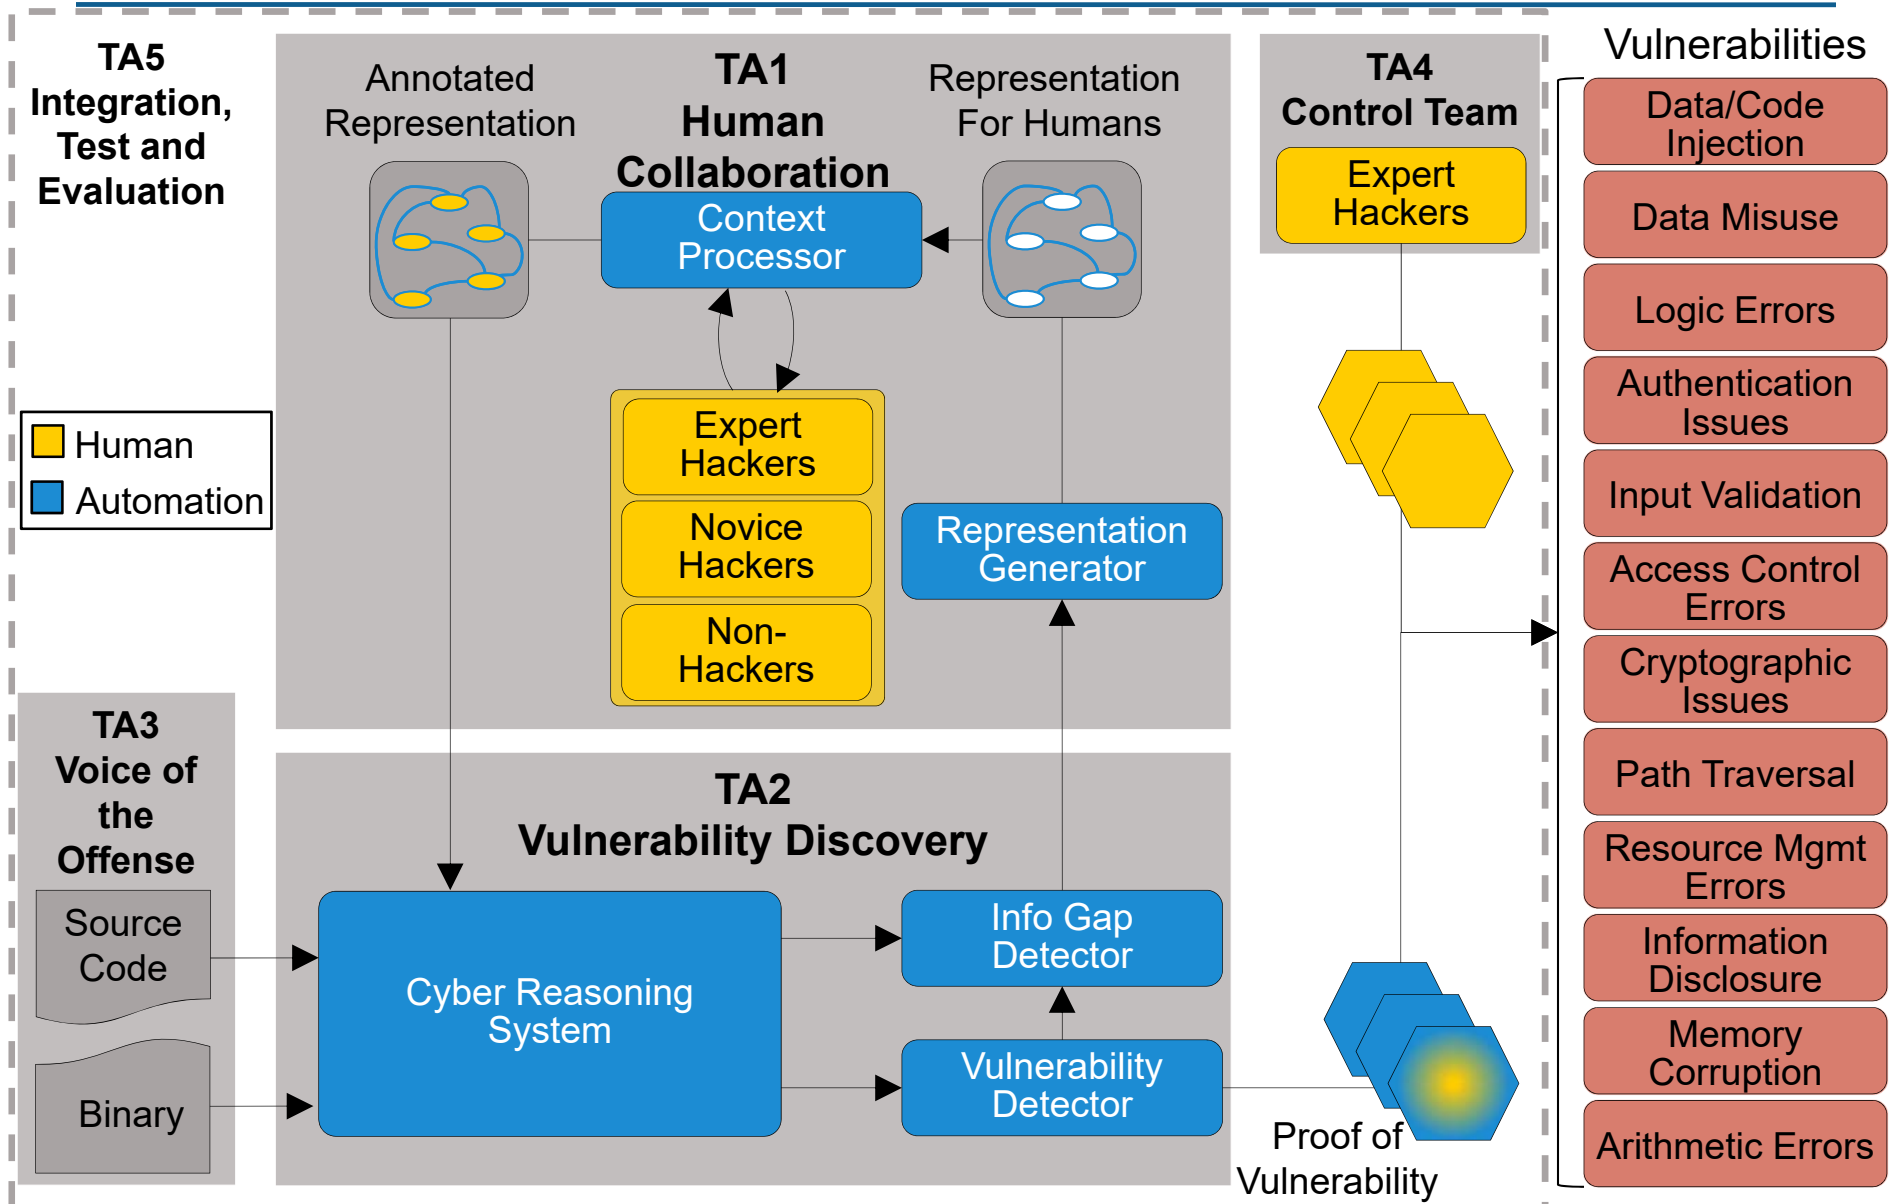 TA5
Integration,
Test and
Evaluation
Human
Automation
Annotated
Representation
TA1
Human
Collaboration
Representation
For Humans
Context
Processor
Expert
Hackers
Novice
Hackers
Non-
Hackers
Representation
Generator
TA4
Control Team
Expert
Hackers
TA3
Voice of
the
Offense
Source
Code
Binary
TA2
Vulnerability Discovery
Cyber Reasoning
System
Info Gap
Detector
Vulnerability
Detector
Proof of
Vulnerability
Vulnerabilities
Data/Code
Injection
Data Misuse
Logic Errors
Authentication
Issues
Input Validation
Access Control
Errors
Cryptographic
Issues
Path Traversal
Resource Mgmt
Errors
Information
Disclosure
Memory
Corruption
Arithmetic Errors